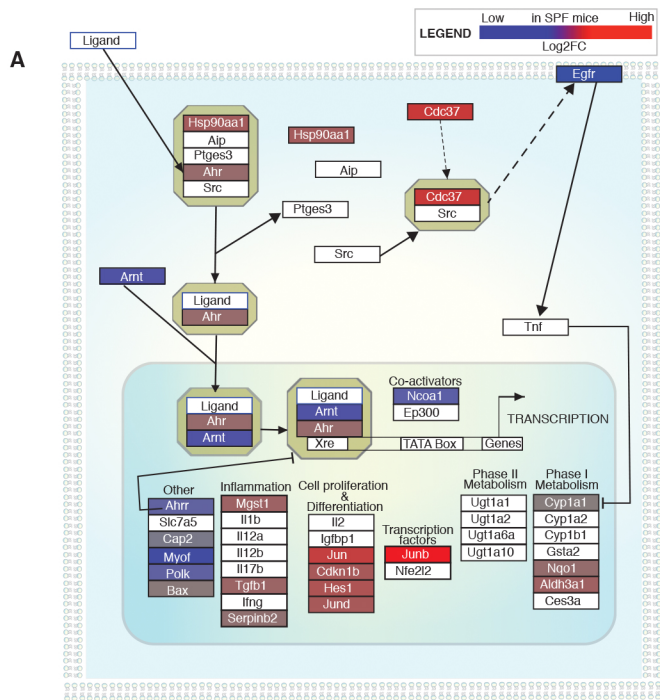 A
LEGEND
Low in SPF mice High
Log2FC
Ligand
Egfr
Hsp90aa1
Aip
Ptges3
Ahr
Src
Hsp90aa1
Aip
Ptges3
Cdc37
Cdc37
Src
Src
Arnt
Ligand
Ahr
Tnf
Ligand
Ahr
Arnt
Ligand
Arnt
Ahr
Xre
Co-activators
Ncoa1
Ep300
TATA Box
Genes
TRANSCRIPTION
Other
Ahrr
Slc7a5
Cap2
Myof
Polk
Bax
Inflammation
Mgst1
Il1b
Il12a
Il12b
Il17b
Tgfb1
Ifng
Serpinb2
Cell proliferation
&
Differentiation
Il2
Igfbp1
Jun
Cdkn1b
Hes1
Jund
Transcription
factors
Junb
Nfe2l2
Phase II
Metabolism
Ugt1a1
Ugt1a2
Ugt1a6a
Ugt1a10
Phase I
Metabolism
Cyp1a1
Cyp1a2
Cyp1b1
Gsta2
Nqo1
Aldh3a1
Ces3a